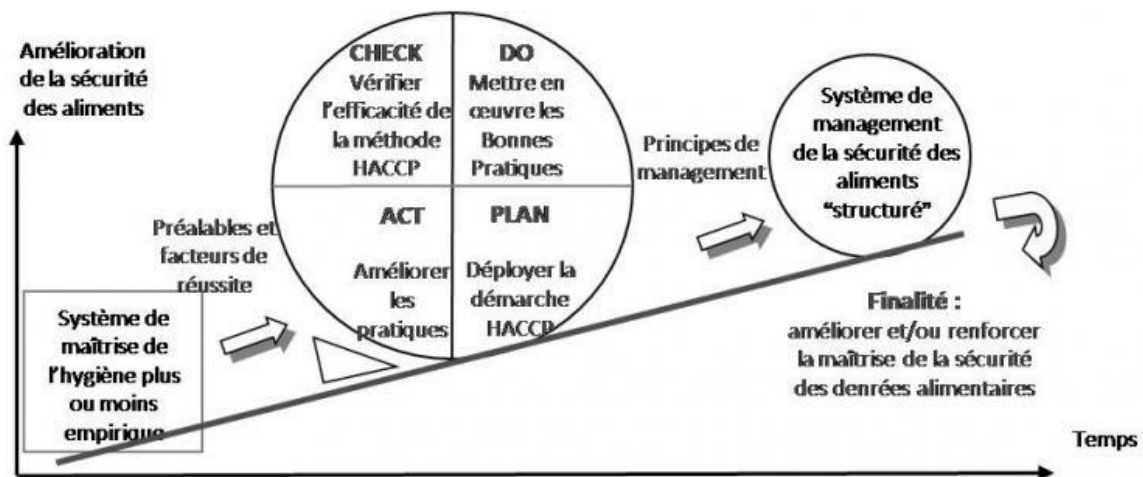 Amélioration
de la sécurité
des aliments
CHECK
Vérifier
l'efficacité de
la méthode
HACCP
DO
Mettre en
œuvre les
Bonnes
Pratiques
ACT
Améliorer
les
pratiques
PLAN
Déployer la
démarche
HACCP
Préalables et
facteurs de
réussite
Système de
maîtrise de
l'hygiène plus
ou moins
empirique
Principes de
management
Système de
management
de la sécurité des
aliments
"structuré"
Finalité :
améliorer et/ou renforcer
la maîtrise de la sécurité
des denrées alimentaires
Temps